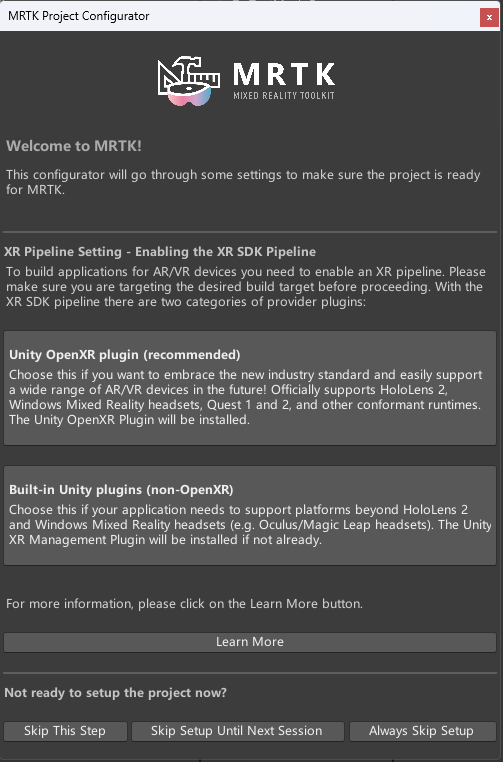 MRTK Project Configurator
x
MRTK
MIXED REALITY TOOLKIT
Welcome to MRTK!
This configurator will go through some settings to make sure the project is ready
for MRTK.
XR Pipeline Setting - Enabling the XR SDK Pipeline
To build applications for AR/VR devices you need to enable an XR pipeline. Please
make sure you are targeting the desired build target before proceeding. With the
XR SDK pipeline there are two categories of provider plugins:
Unity OpenXR plugin (recommended)
Choose this if you want to embrace the new industry standard and easily support
a wide range of AR/VR devices in the future! Officially supports HoloLens 2,
Windows Mixed Reality headsets, Quest 1 and 2, and other conformant runtimes.
The Unity OpenXR Plugin will be installed.
Built-in Unity plugins (non-OpenXR)
Choose this if your application needs to support platforms beyond HoloLens 2
and Windows Mixed Reality headsets (e.g. Oculus/Magic Leap headsets). The Unity
XR Management Plugin will be installed if not already.
For more information, please click on the Learn More button.
Learn More
Not ready to setup the project now?
Skip This Step
Skip Setup Until Next Session
Always Skip Setup